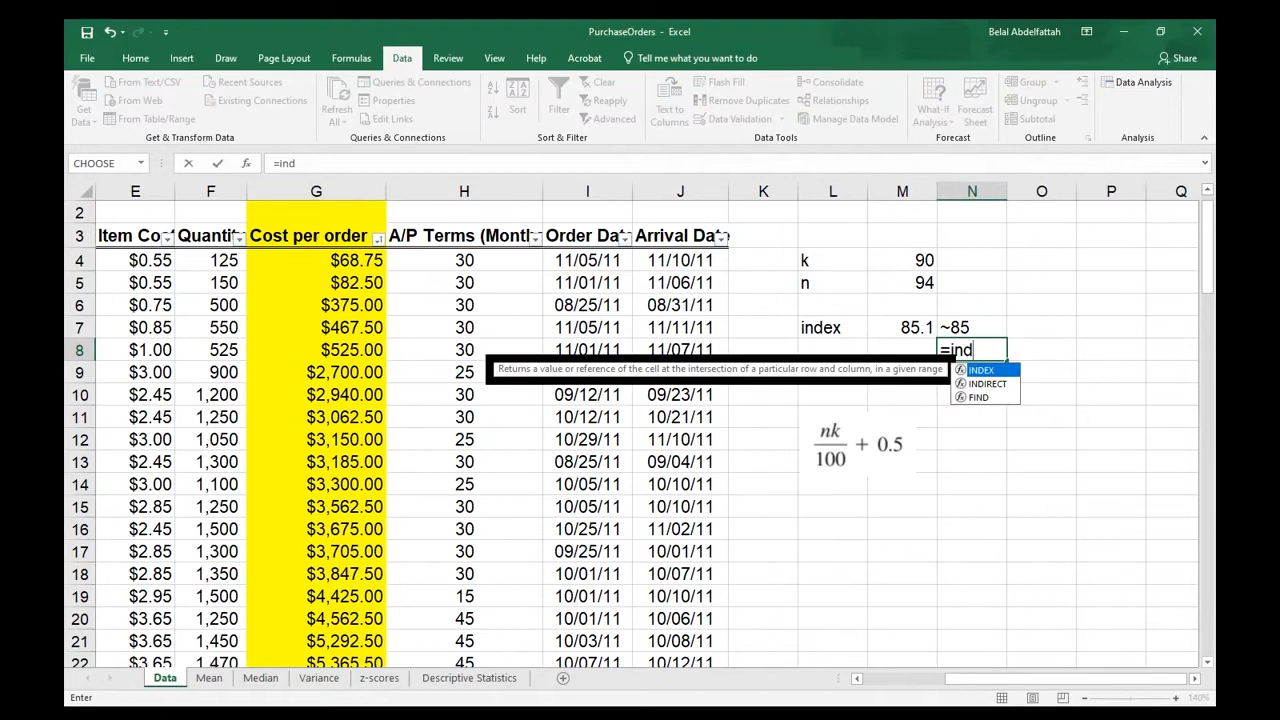 PurchaseOrders - Excel
Belal Abdelfattah
File Home Insert Draw Page Layout Formulas Data Review View Help Acrobat Tell me what you want to do Share
Get Data
From Text/CSV
From Web
From Table/Range
Recent Sources
Existing Connections
Get & Transform Data
Refresh All
Queries & Connections
Properties
Edit Links
Queries & Connections
Sort
Filter
Clear
Reapply
Advanced
Sort & Filter
Text to Columns
Flash Fill
Remove Duplicates
Data Validation
Consolidate
Relationships
Manage Data Model
Data Tools
What-If Analysis
Forecast Sheet
Forecast
Group
Ungroup
Subtotal
Outline
Data Analysis
Analysis
CHOOSE fx =ind
E F G H I J K L M N O P Q
2
3 Item Co Quantit Cost per order A/P Terms (Month Order Dat Arrival Date
4 $0.55 125 $68.75 30 11/05/11 11/10/11 k 90
5 $0.55 150 $82.50 30 11/01/11 11/06/11 n 94
6 $0.75 500 $375.00 30 08/25/11 08/31/11
7 $0.85 550 $467.50 30 11/05/11 11/11/11 index 85.1 ~85
8 $1.00 525 $525.00 30 11/01/11 11/07/11 =ind
9 $3.00 900 $2,700.00 25 Returns a value or reference of the cell at the intersection of a particular row and column, in a given range
INDEX
INDIRECT
FIND
10 $2.45 1,200 $2,940.00 30 09/12/11 09/23/11
11 $2.45 1,250 $3,062.50 30 10/12/11 10/21/11
12 $3.00 1,050 $3,150.00 25 10/29/11 11/10/11
13 $2.45 1,300 $3,185.00 30 08/25/11 09/04/11
14 $3.00 1,100 $3,300.00 25 10/05/11 10/10/11
15 $2.85 1,250 $3,562.50 30 10/05/11 10/10/11
16 $2.45 1,500 $3,675.00 30 10/25/11 11/02/11
17 $2.85 1,300 $3,705.00 30 09/25/11 10/01/11
18 $2.85 1,350 $3,847.50 30 10/01/11 10/07/11
19 $2.95 1,500 $4,425.00 15 10/01/11 10/10/11
20 $3.65 1,250 $4,562.50 45 10/01/11 10/06/11
21 $3.65 1,450 $5,292.50 45 10/03/11 10/08/11
22 $3.65 1,470 $5,365.50 45 10/07/11 10/12/11
nk
100 + 0.5
Data Mean Median Variance z-scores Descriptive Statistics
Enter 140%